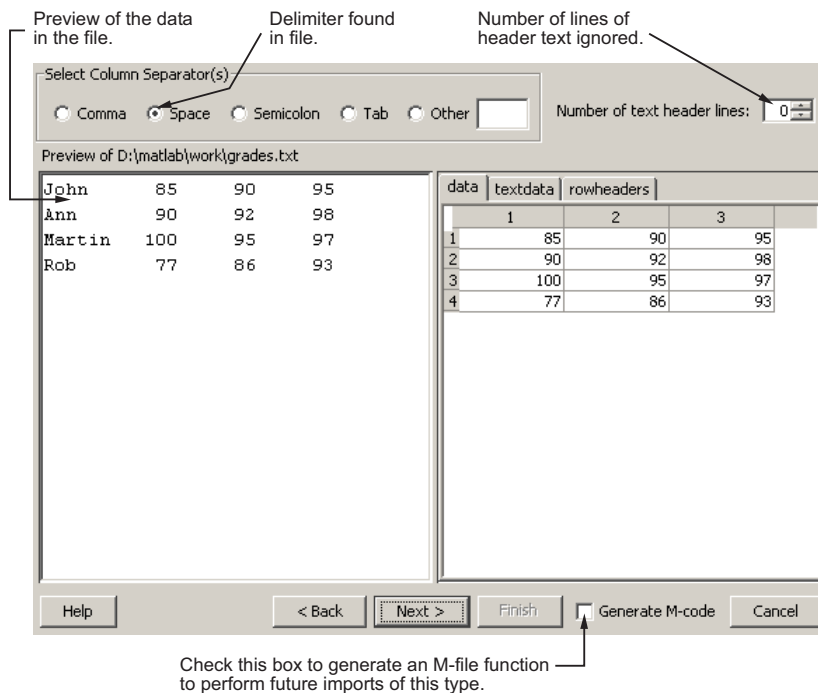 Preview of the data
in the file.
Delimiter found
in file.
Number of lines of
header text ignored.
Select Column Separator(s)
Comma Space Semicolon Tab Other
Number of text header lines: 0
Preview of D:\matlab\work\grades.txt
John 85 90 95
Ann 90 92 98
Martin 100 95 97
Rob 77 86 93
data textdata rowheaders
1 2 3
1 85 90 95
2 90 92 98
3 100 95 97
4 77 86 93
Help < Back Next > Finish Generate M-code Cancel
Check this box to generate an M-file function
to perform future imports of this type.